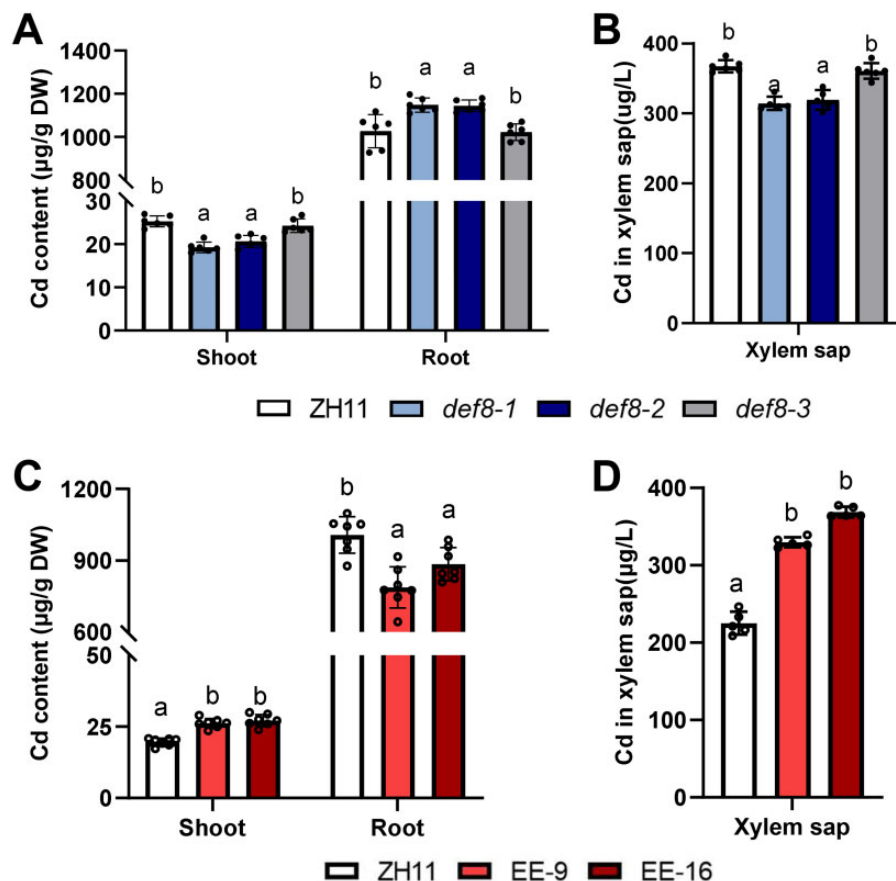 A
Cd content (µg/g DW)
1400
1200
1000
800
30
20
10
0
b
a
a
b
b
a
a
b
Shoot
Root
B
Cd in xylem sap(ug/L)
400
300
200
100
0
b
a
a
b
Xylem sap
ZH11 def8-1 def8-2 def8-3
C
Cd content (µg/g DW)
1200
900
600
50
25
0
a
b
b
b
a
a
Shoot
Root
D
Cd in xylem sap(µg/L)
400
300
200
100
0
a
b
b
Xylem sap
ZH11 EE-9 EE-16